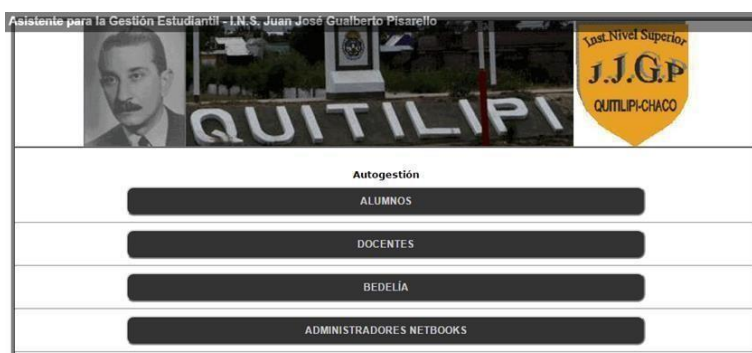 Asistente para la Gestión Estudiantil - I.N.S. Juan José Gualberto Pisarello
QUITILIPI
Inst.Nivel Superior
J.J.G.P
QUITILIPI-CHACO
Autogestión
ALUMNOS
DOCENTES
BEDELÍA
ADMINISTRADORES NETBOOKS